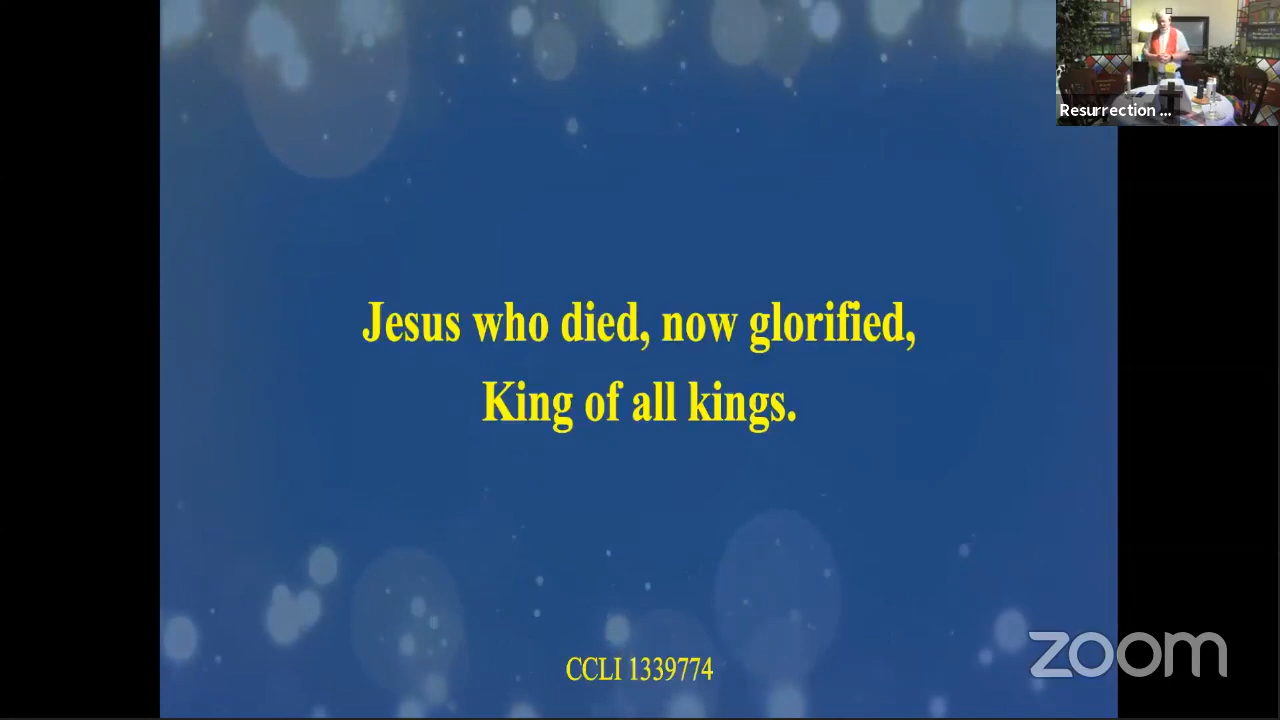 Resurrection ...
Jesus who died, now glorified,
King of all kings.
CCLI 1339774
zoom